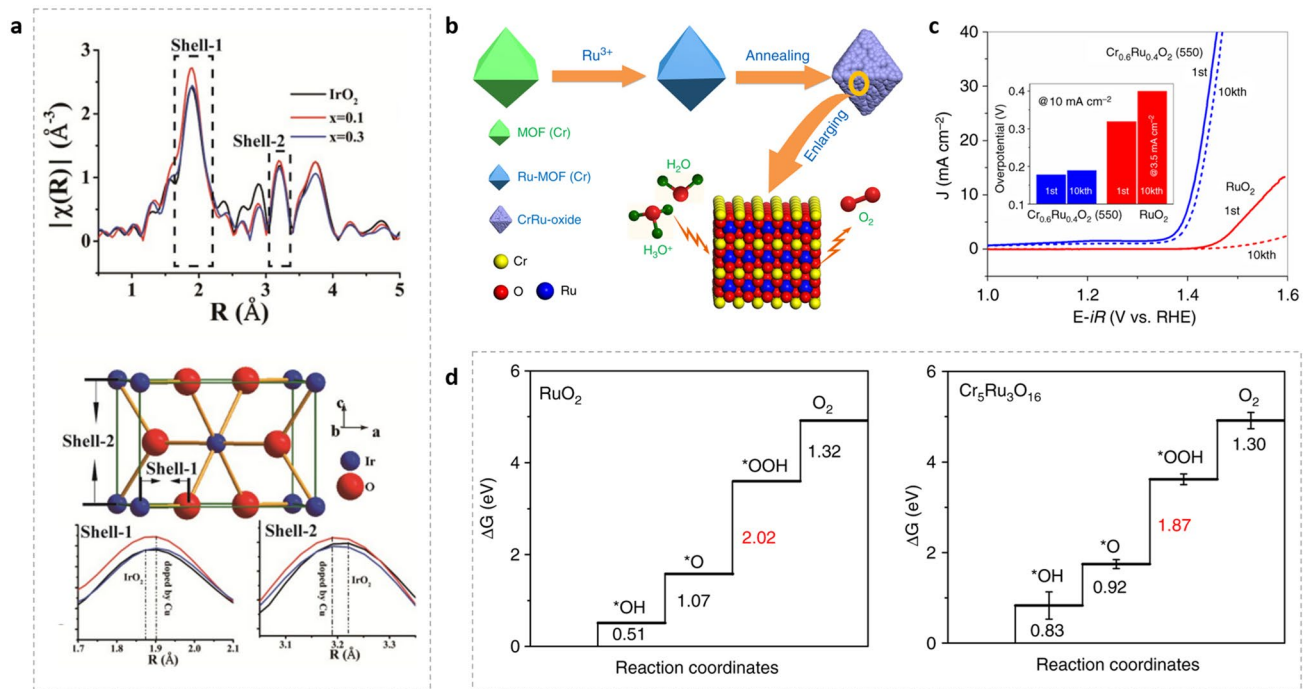 a
Shell-1
Shell-2
IrO2
x=0.1
x=0.3
|χ(R)| (Å⁻³)
3
2
1
0
1
2
3
4
5
R (Å)
c
b
a
Shell-2
Shell-1
Ir
O
Shell-1
IrO2
doped by Cu
1.7
1.8
1.9
2.0
2.1
R (Å)
Shell-2
doped by Cu
3.1
3.2
3.3
R (Å)
b
Ru³⁺
Annealing
Enlarging
MOF (Cr)
Ru-MOF (Cr)
CrRu-oxide
H₂O
H₃O⁺
O₂
Cr
O
Ru
c
J (mA cm⁻²)
40
30
20
10
0
1.0
1.2
1.4
1.6
E-iR (V vs. RHE)
Cr₀.₆Ru₀.₄O₂ (550)
1st
10kth
RuO₂
1st
10kth
@10 mA cm⁻²
Overpotential (V)
0.4
0.3
0.2
0.1
1st
10kth
1st
10kth
@3.5 mA cm⁻²
Cr₀.₆Ru₀.₄O₂ (550)
RuO₂
d
RuO₂
ΔG (eV)
6
4
2
0
*OH
0.51
*O
1.07
*OOH
2.02
O₂
1.32
Reaction coordinates
Cr₅Ru₃O₁₆
ΔG (eV)
6
4
2
0
*OH
0.83
*O
0.92
*OOH
1.87
O₂
1.30
Reaction coordinates